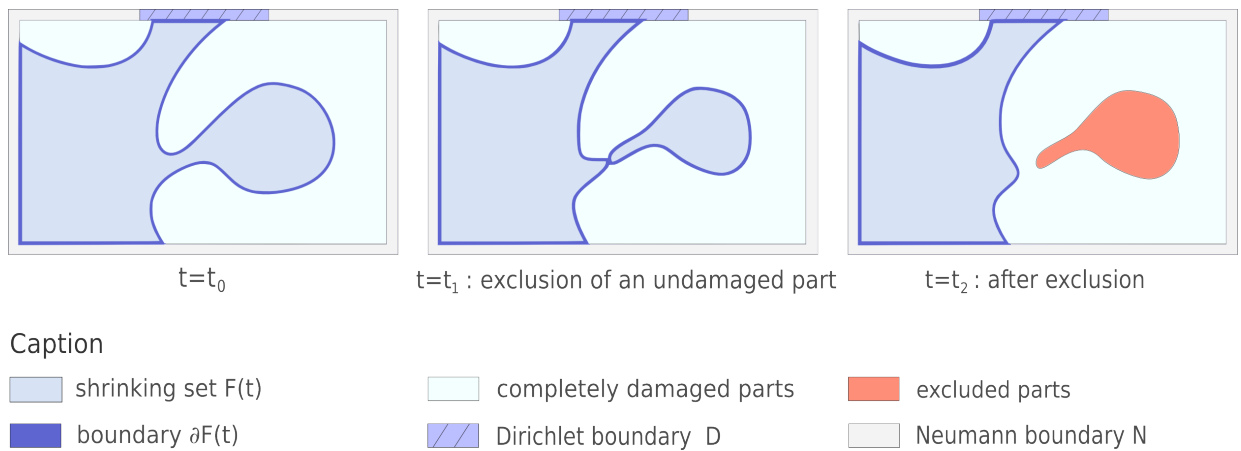 t=t₀
t=t₁ : exclusion of an undamaged part
t=t₂ : after exclusion
Caption
shrinking set F(t)
completely damaged parts
excluded parts
boundary ∂F(t)
Dirichlet boundary D
Neumann boundary N